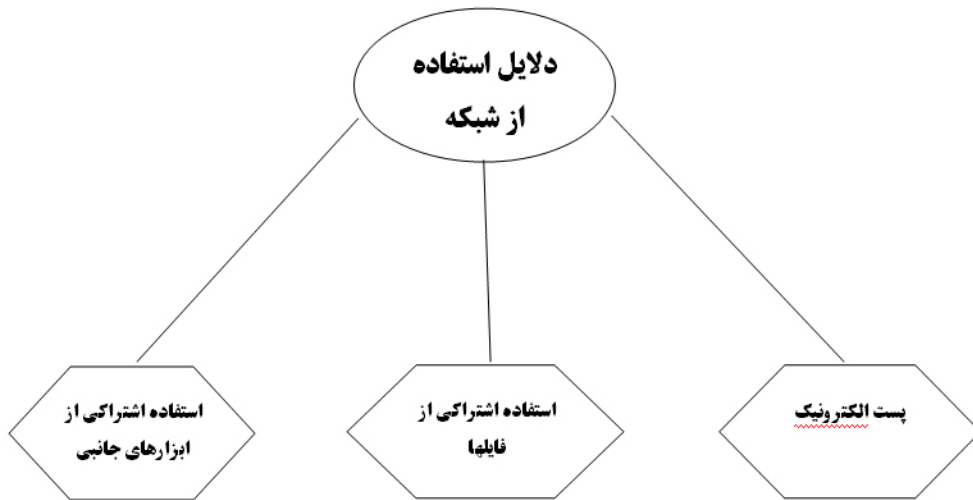 دلایل استفاده
از شبکه
پست الکترونیک
استفاده اشتراکی از
فایلها
استفاده اشتراکی از
ابزارهای جانبی